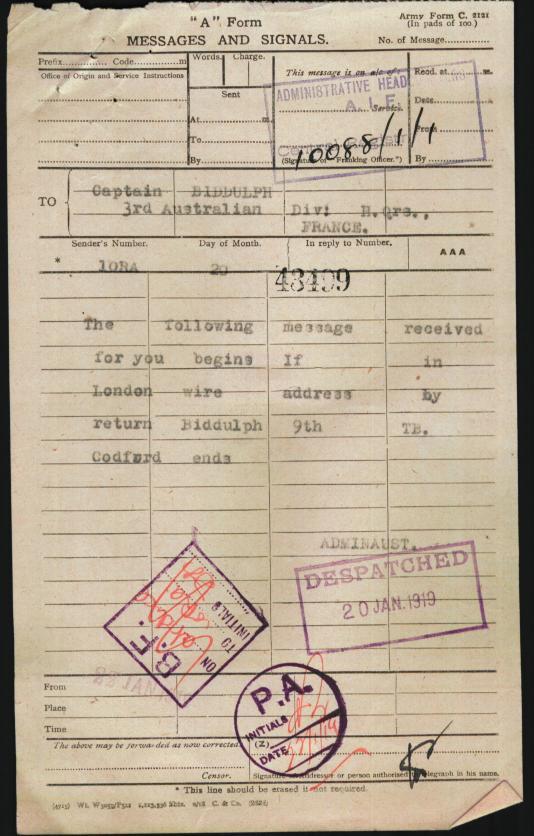 "A" Form
Army Form C. 2121
(In pads of 100.)
MESSAGES AND SIGNALS.
No. of Message
Prefix Code m
Words. Charge.
This message is on a/c of:
Recd. at m.
Office of Origin and Service Instructions
ADMINISTRATIVE HEAD
A. I. F.
Sent
Service.
Date
At m.
From
To
10088/1/1
By
(Signature of "Franking Officer.")
By
TO
Captain BIDDULPH
3rd Australian Div: H.Qrs.,
FRANCE.
Sender's Number. Day of Month. In reply to Number. AAA
* 10RA 20 43499
The following message received
for you begins If in
London wire address by
return Biddulph 9th TB.
Codford ends
ADMINAUST.
DESPATCHED
20 JAN. 1919
B.F.
ON
TO
INITIALS
From
Place
Time
P.A.
INITIALS
DATE
The above may be forwarded as now corrected. (Z)
Censor.
Signature of Addressor or person authorised to telegraph in his name.
* This line should be erased if not required.